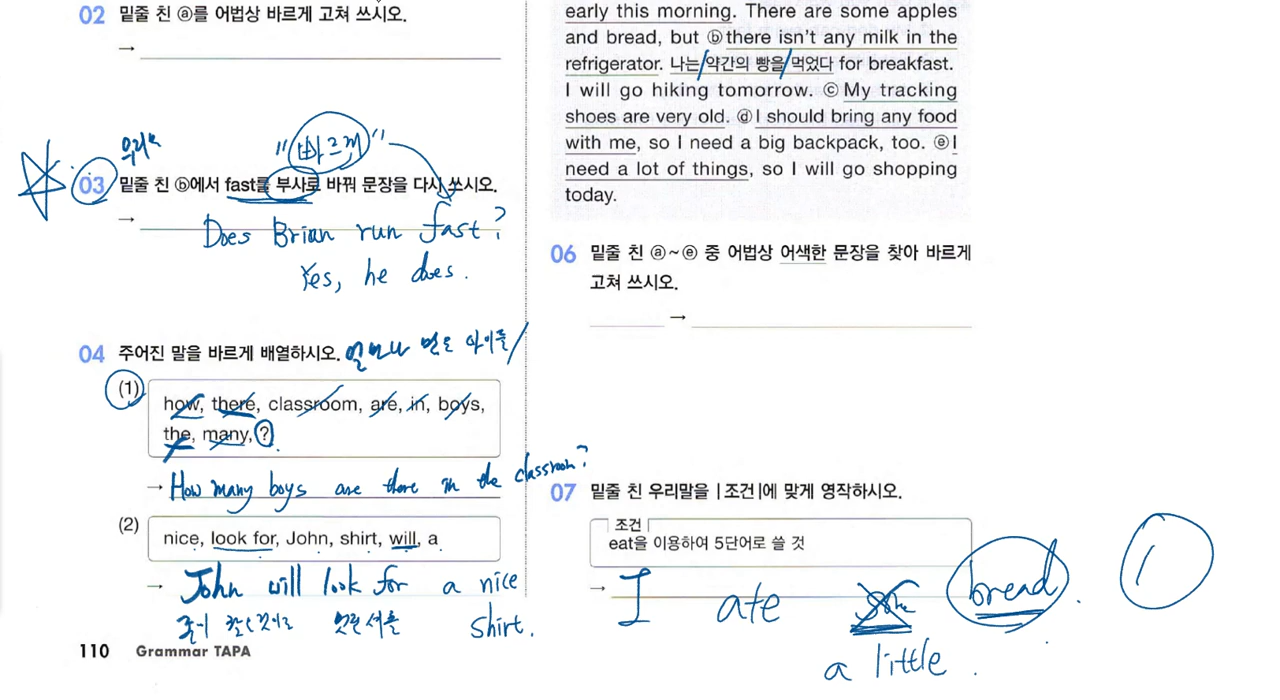 02 밑줄 친 ⓐ를 어법상 바르게 고쳐 쓰시오.
→
"바르게"
03 밑줄 친 ⓑ에서 fast를 부사로 바꿔 문장을 다시 쓰시오.
→
Does Brian run fast?
Yes, he does.
04 주어진 말을 바르게 배열하시오. 얼마나 많은 아이들/
(1)
how, there, classroom, are, in, boys,
the, many, ?
→ How many boys are there in the classroom?
(2)
nice, look for, John, shirt, will, a
→ John will look for a nice
shirt.
110 Grammar TAPA
early this morning. There are some apples
and bread, but ⓑ there isn't any milk in the
refrigerator. 나는/약간의 빵을/먹었다 for breakfast.
I will go hiking tomorrow. ⓒ My tracking
shoes are very old. ⓓ I should bring any food
with me, so I need a big backpack, too. ⓔ I
need a lot of things, so I will go shopping
today.
06 밑줄 친 ⓐ~ⓔ 중 어법상 어색한 문장을 찾아 바르게
고쳐 쓰시오.
→
07 밑줄 친 우리말을 |조건|에 맞게 영작하시오.
조건
eat을 이용하여 5단어로 쓸 것
→ I ate bread.
a little.